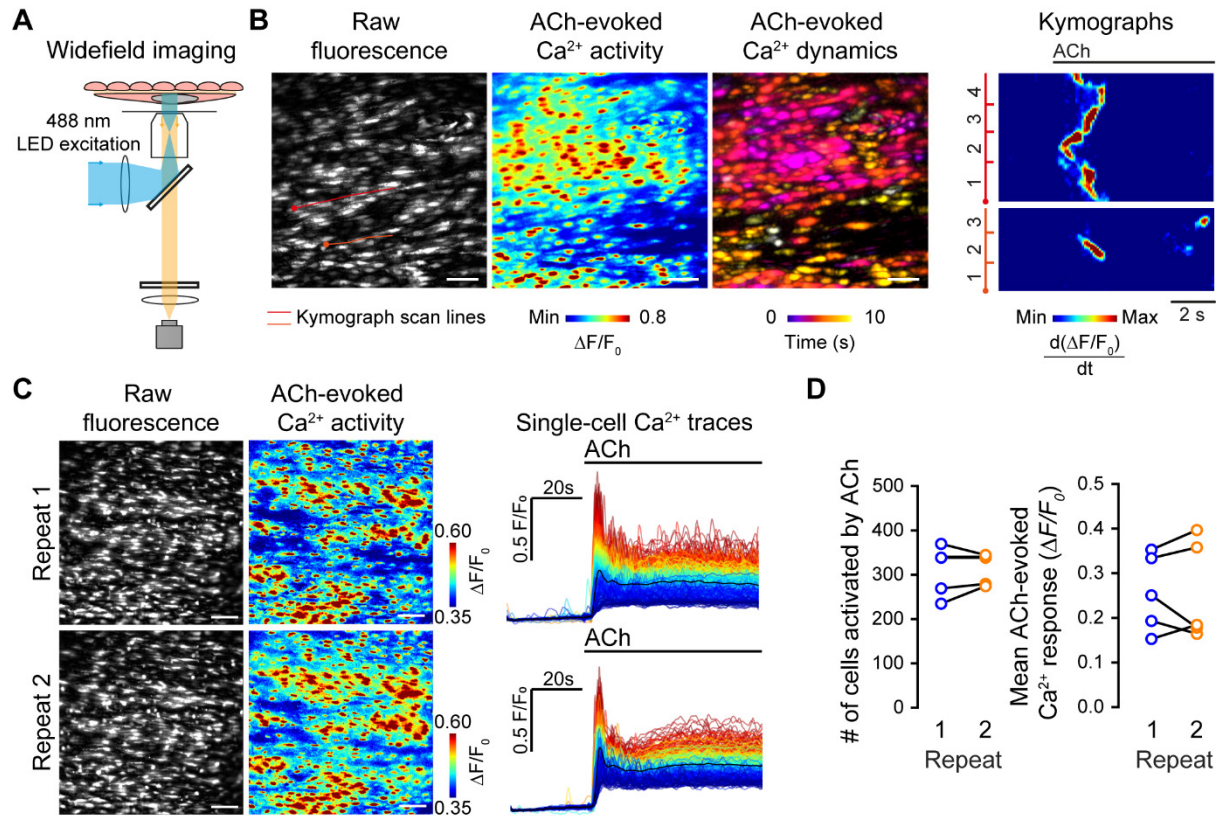 A
Widefield imaging
488 nm
LED excitation
B
Raw
fluorescence
ACh-evoked
Ca²⁺ activity
ACh-evoked
Ca²⁺ dynamics
Kymographs
ACh
4
3
2
1
3
2
1
Kymograph scan lines
Min 0.8
ΔF/F₀
0 10
Time (s)
Min Max
d(ΔF/F₀)
dt
2 s
C
Raw
fluorescence
ACh-evoked
Ca²⁺ activity
Single-cell Ca²⁺ traces
Repeat 1
0.60
ΔF/F₀
0.35
ACh
20s
0.5 F/F₀
Repeat 2
0.60
ΔF/F₀
0.35
ACh
20s
0.5 F/F₀
D
# of cells activated by ACh
500
400
300
200
100
0
1 2
Repeat
Mean ACh-evoked
Ca²⁺ response (ΔF/F₀)
0.5
0.4
0.3
0.2
0.1
0.0
1 2
Repeat